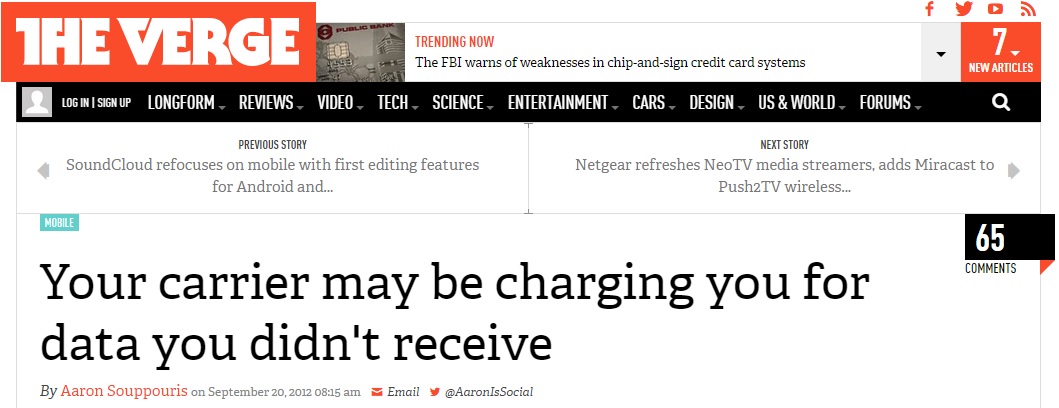 THE VERGE
PUBLIC BANK
TRENDING NOW
The FBI warns of weaknesses in chip-and-sign credit card systems
7
NEW ARTICLES
LOG IN | SIGN UP LONGFORM REVIEWS VIDEO TECH SCIENCE ENTERTAINMENT CARS DESIGN US & WORLD FORUMS
PREVIOUS STORY
SoundCloud refocuses on mobile with first editing features
for Android and...
NEXT STORY
Netgear refreshes NeoTV media streamers, adds Miracast to
Push2TV wireless...
MOBILE
65
COMMENTS
Your carrier may be charging you for
data you didn't receive
By Aaron Souppouris on September 20, 2012 08:15 am Email @AaronIsSocial